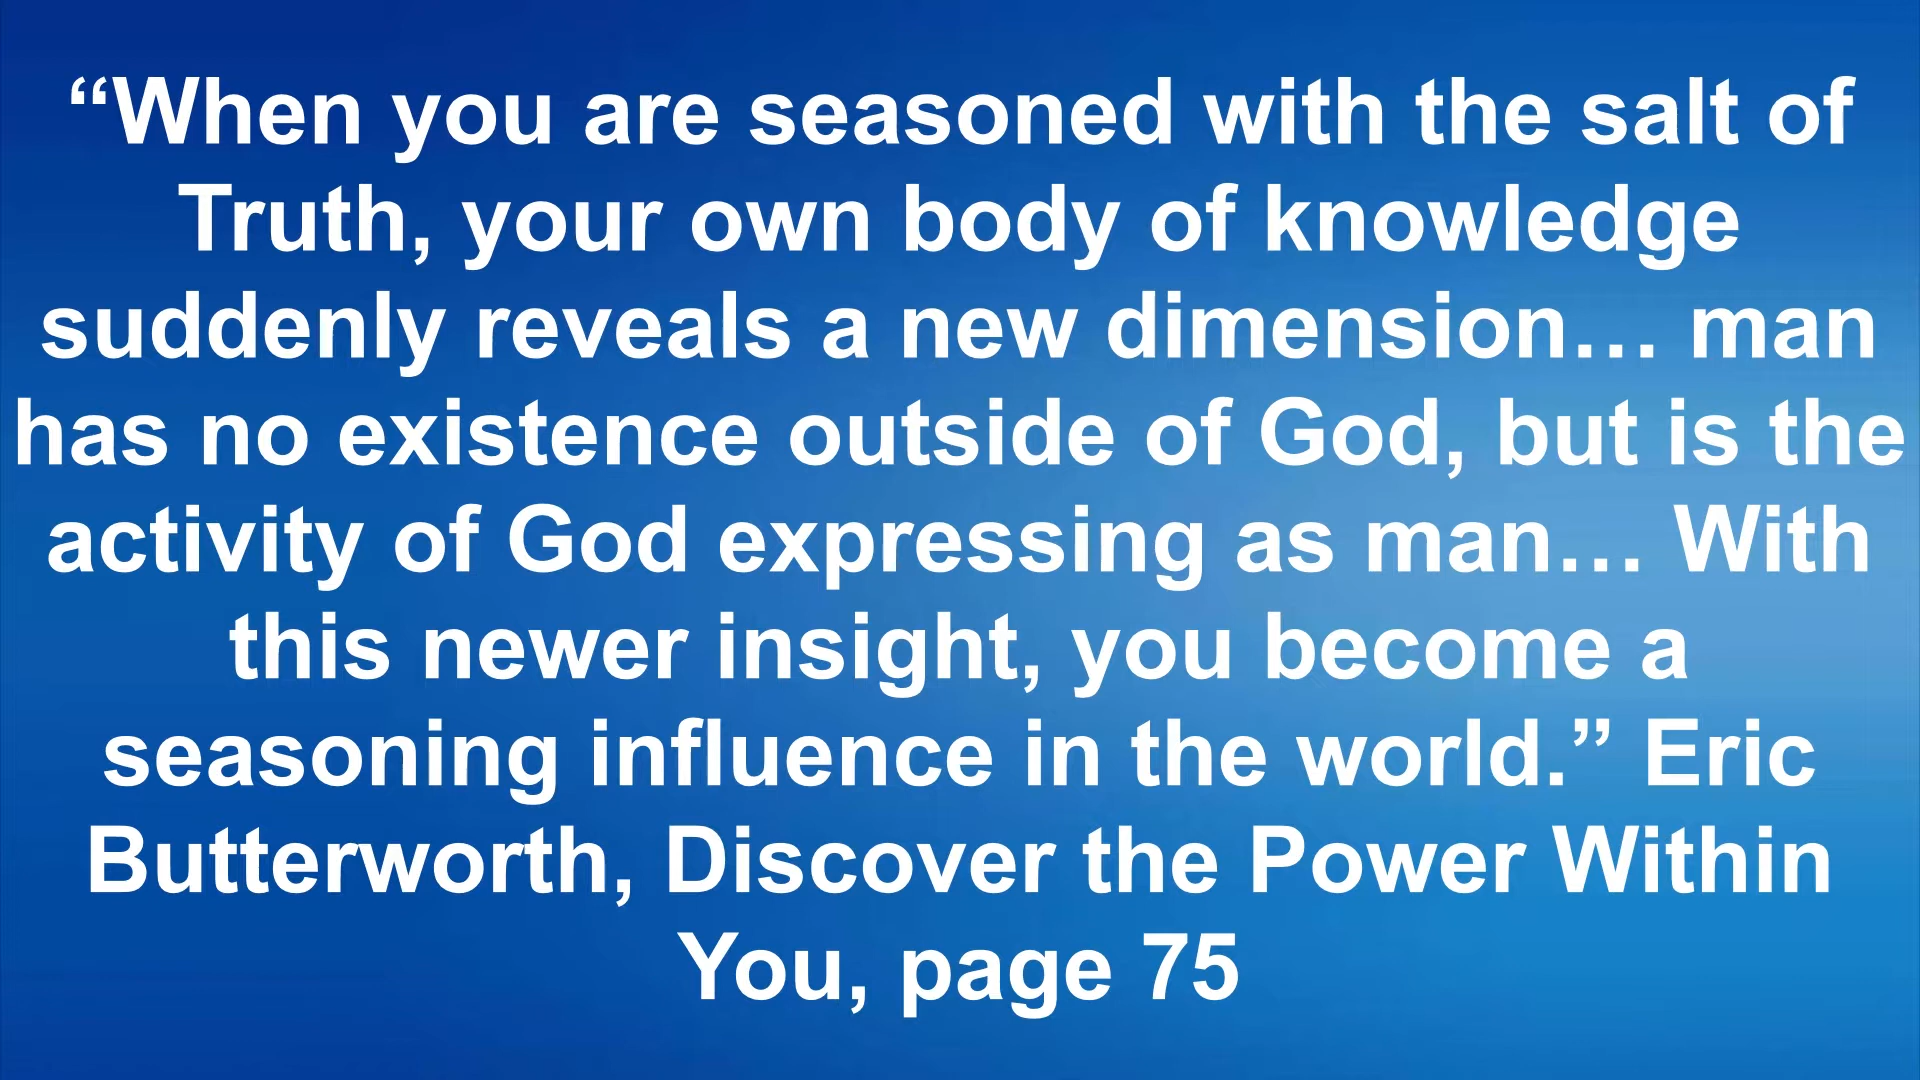 “When you are seasoned with the salt of
Truth, your own body of knowledge
suddenly reveals a new dimension… man
has no existence outside of God, but is the
activity of God expressing as man… With
this newer insight, you become a
seasoning influence in the world.” Eric
Butterworth, Discover the Power Within
You, page 75